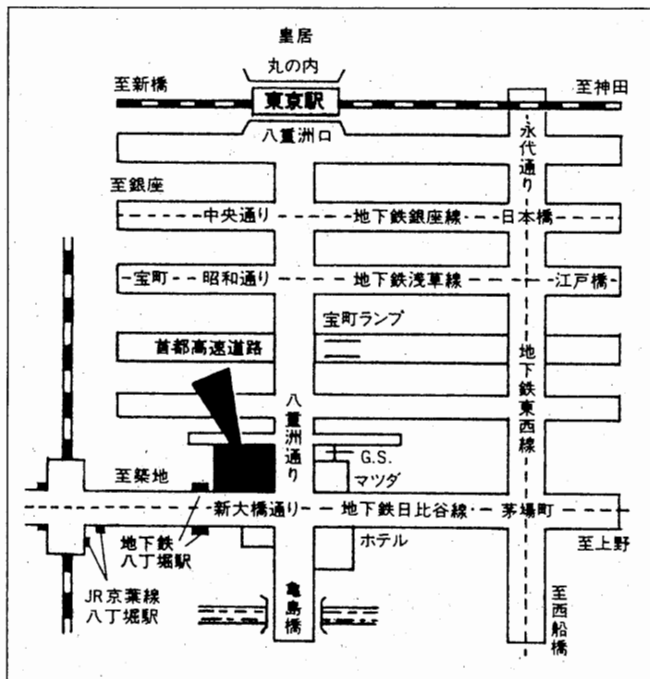 皇居
丸の内
至新橋
東京駅
至神田
八重洲口
永代通り
至銀座
中央通り
地下鉄銀座線
日本橋
宝町
昭和通り
地下鉄浅草線
江戸橋
宝町ランプ
首都高速道路
地下鉄東西線
八重洲通り
G.S.
マツダ
至築地
新大橋通り
地下鉄日比谷線
茅場町
地下鉄
八丁堀駅
ホテル
至上野
JR京葉線
八丁堀駅
亀島橋
至西船橋